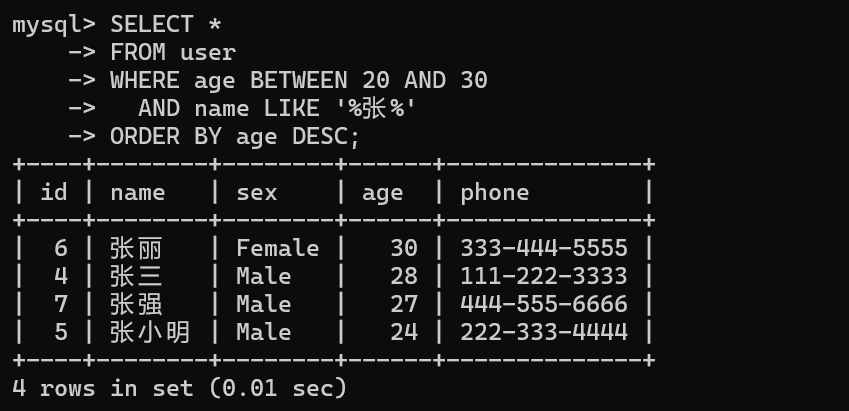 mysql> SELECT *
    -> FROM user
    -> WHERE age BETWEEN 20 AND 30
    ->   AND name LIKE '%张%'
    -> ORDER BY age DESC;
+----+--------+--------+------+--------------+
| id | name   | sex    | age  | phone        |
+----+--------+--------+------+--------------+
|  6 | 张丽   | Female |   30 | 333-444-5555 |
|  4 | 张三   | Male   |   28 | 111-222-3333 |
|  7 | 张强   | Male   |   27 | 444-555-6666 |
|  5 | 张小明 | Male   |   24 | 222-333-4444 |
+----+--------+--------+------+--------------+
4 rows in set (0.01 sec)